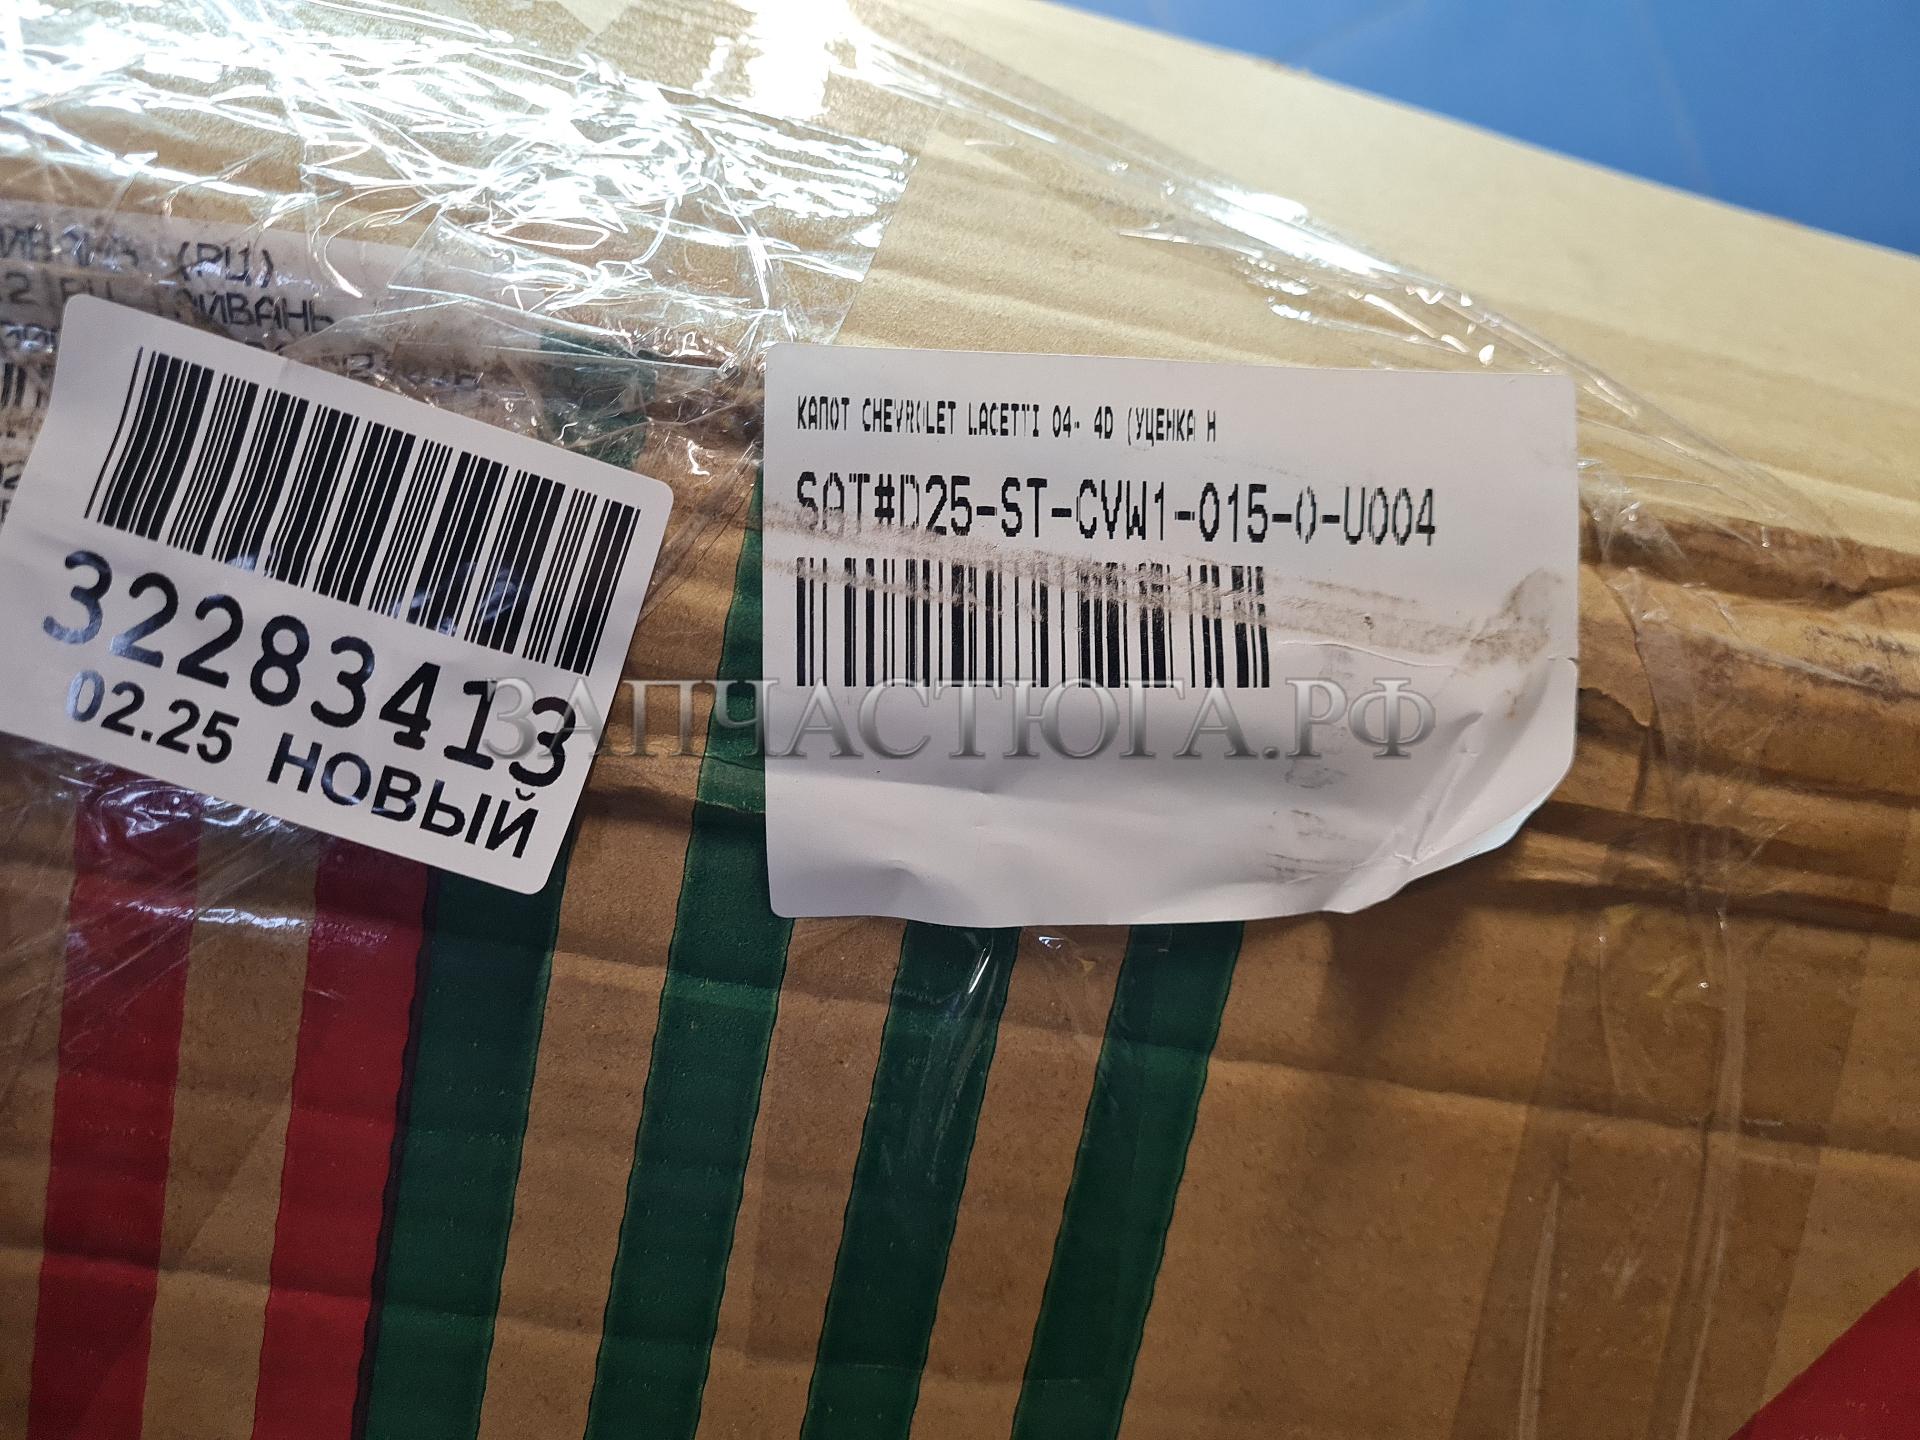 (РЦ)
32283413
02.25 НОВЫЙ
КАПОТ CHEVROLET LACETTI 04- 4D (УЦЕНКА Н
SAT#D25-ST-CVW1-015-0-U004
ЗАПЧАСТЮГА.РФ